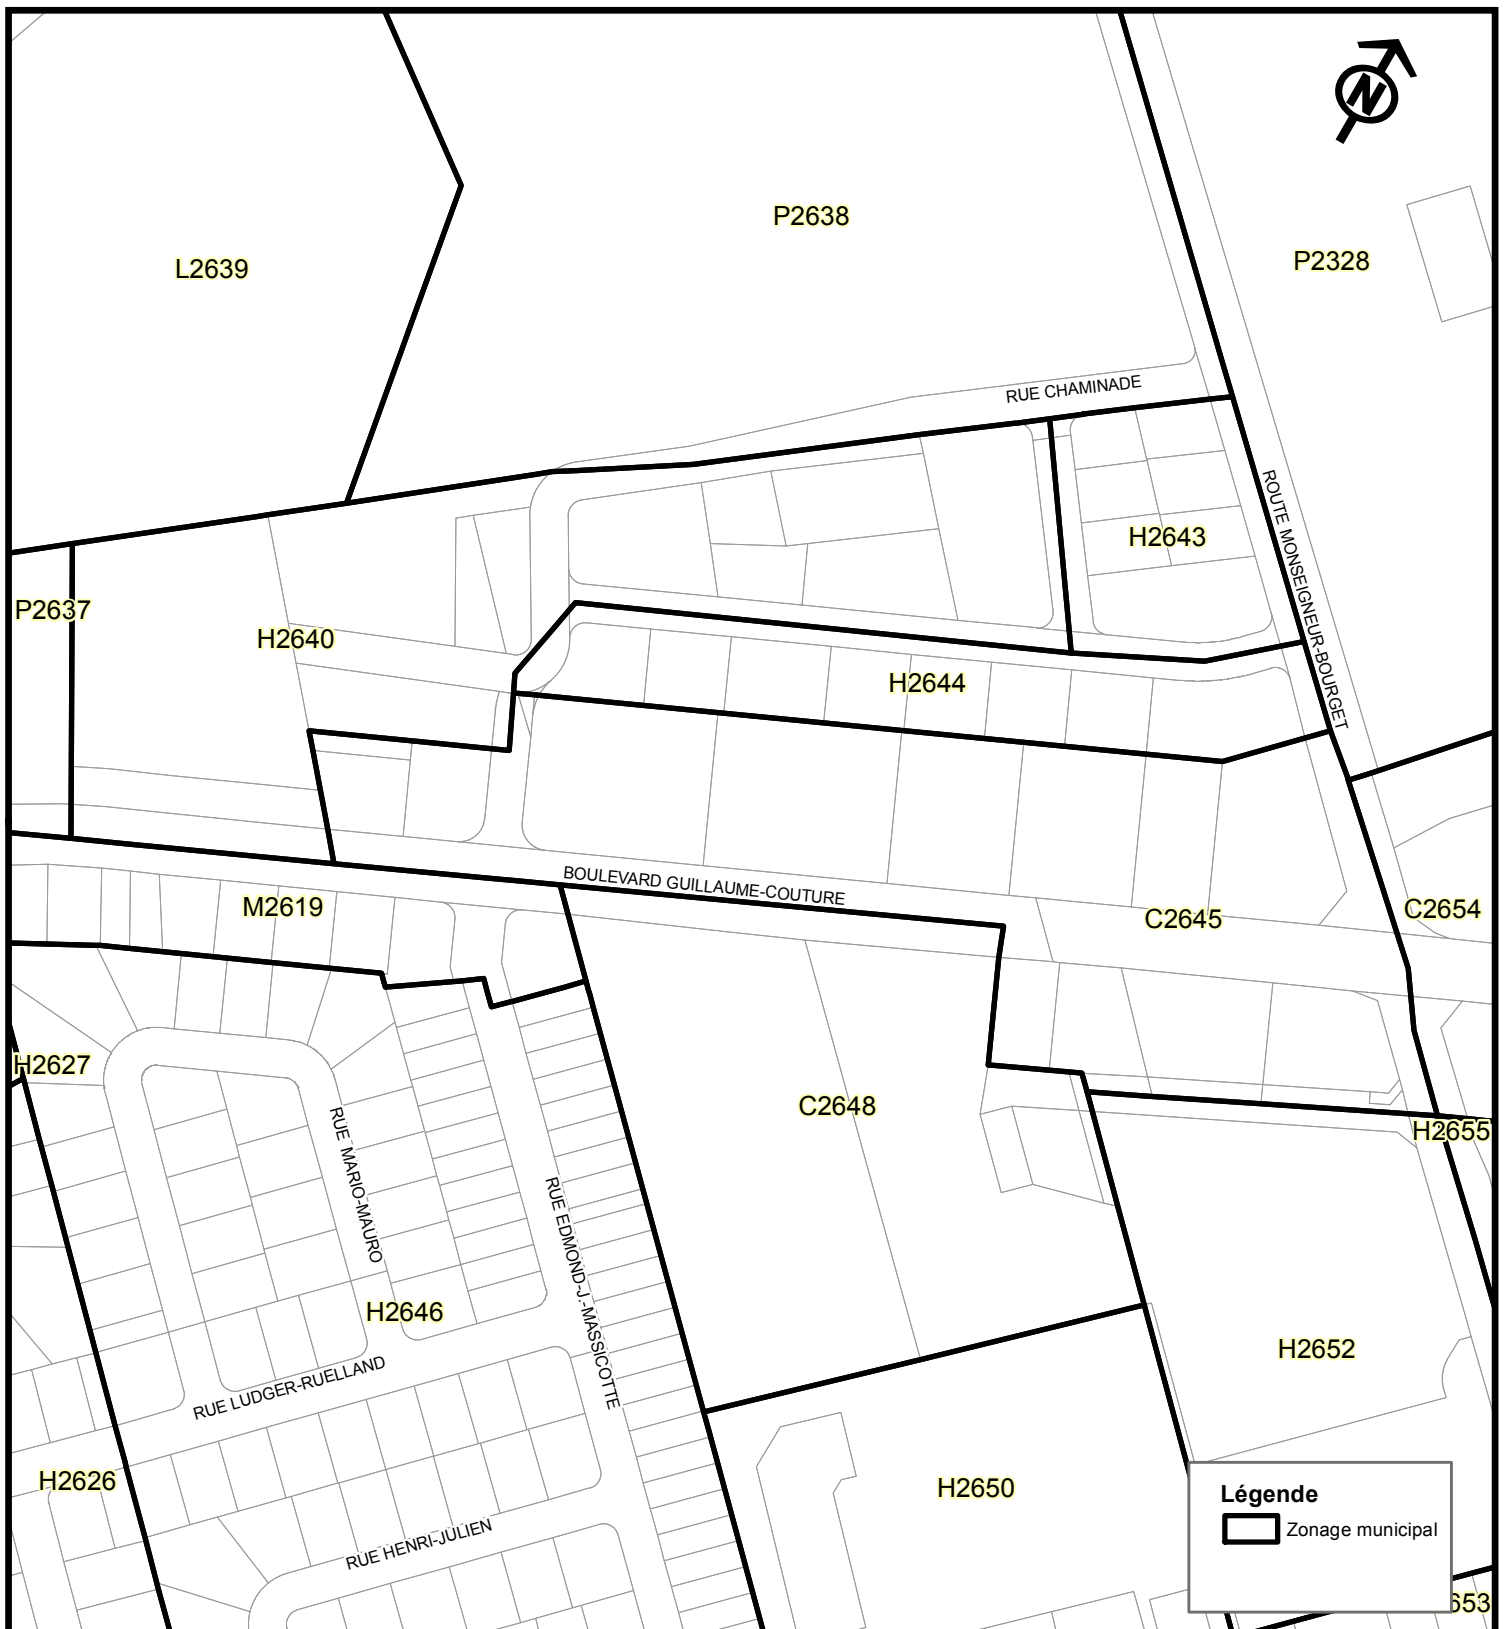 N
P2638
P2328
L2639
RUE CHAMINADE
ROUTE MONSEIGNEUR-BOURGET
H2643
P2637
H2640
H2644
BOULEVARD GUILLAUME-COUTURE
M2619
C2645
C2654
H2627
C2648
H2655
RUE MARIO-MAURO
RUE EDMOND-J.-MASSICOTTE
H2646
H2652
RUE LUDGER-RUELLAND
H2626
H2650
RUE HENRI-JULIEN
Légende
Zonage municipal
653